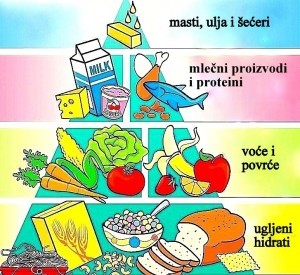 masti, ulja i šećeri
MILK
mlečni proizvodi
i proteini
voće i
povrće
ugljeni
hidrati